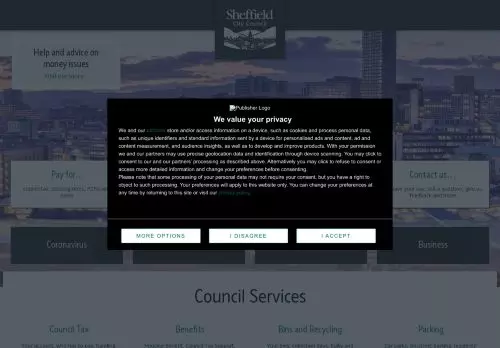 Sheffield
City Council
Help and advice on
money issues
Find out more
Publisher Logo
We value your privacy
We and our partners store and/or access information on a device, such as cookies and process personal data,
such as unique identifiers and standard information sent by a device for personalised ads and content, ad and
content measurement, and audience insights, as well as to develop and improve products. With your permission
we and our partners may use precise geolocation data and identification through device scanning. You may click to
consent to our and our partners' processing as described above. Alternatively you may click to refuse to consent or
access more detailed information and change your preferences before consenting.
Please note that some processing of your personal data may not require your consent, but you have a right to
object to such processing. Your preferences will apply to this website only. You can change your preferences at
any time by returning to this site or visit our privacy policy.
MORE OPTIONS
I DISAGREE
I ACCEPT
Pay for...
Contact us...
Coronavirus
Business
Council Services
Council Tax
Benefits
Bins and Recycling
Parking